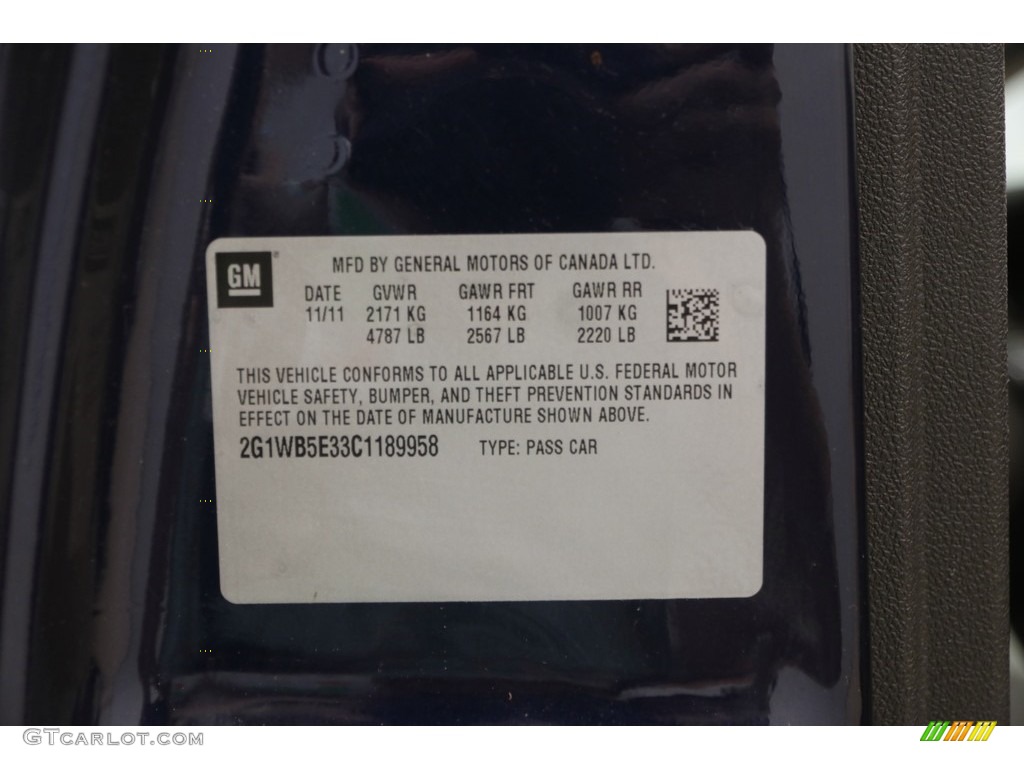 GM
MFD BY GENERAL MOTORS OF CANADA LTD.
DATE GVWR GAWR FRT GAWR RR
11/11 2171 KG 1164 KG 1007 KG
4787 LB 2567 LB 2220 LB
THIS VEHICLE CONFORMS TO ALL APPLICABLE U.S. FEDERAL MOTOR
VEHICLE SAFETY, BUMPER, AND THEFT PREVENTION STANDARDS IN
EFFECT ON THE DATE OF MANUFACTURE SHOWN ABOVE.
2G1WB5E33C1189958 TYPE: PASS CAR
GTCARLOT.COM